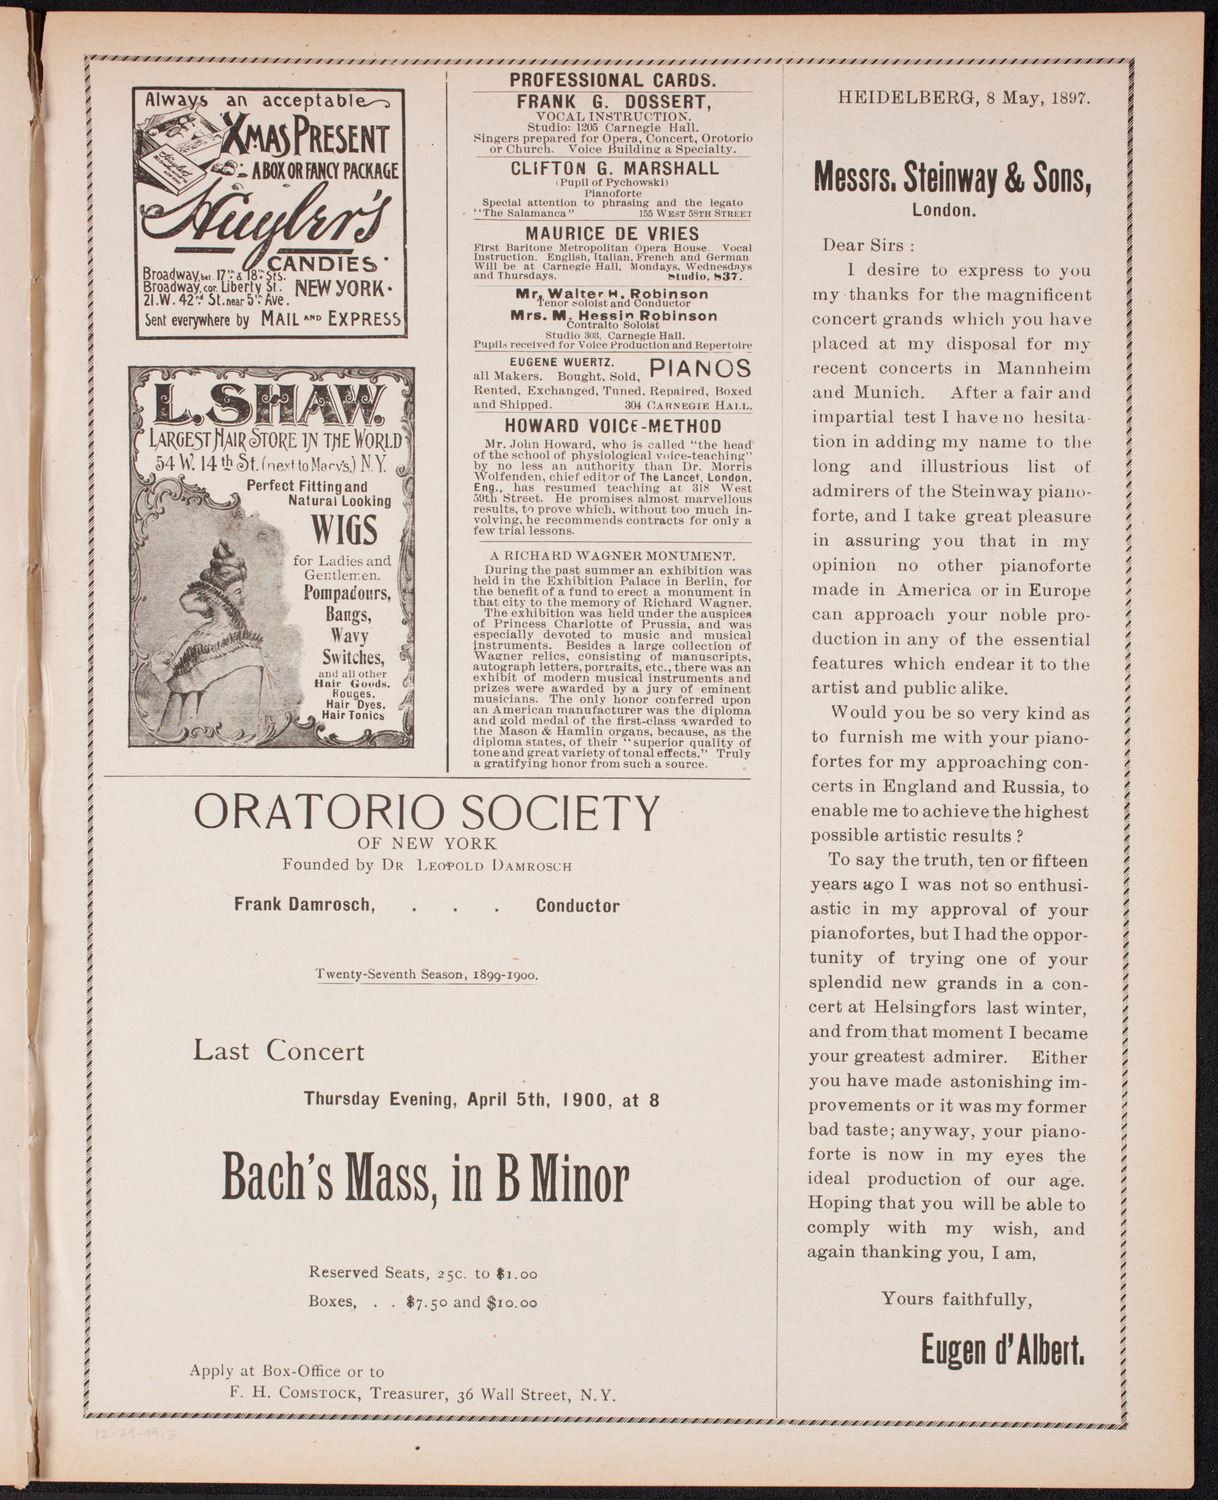 Always an acceptable
XMAS PRESENT
A BOX OR FANCY PACKAGE
Huyler's
CANDIES
Broadway, bet. 17th & 18th Sts.
Broadway, cor. Liberty St.
21. W. 42nd St. near 5th Ave.
NEW YORK.
Sent everywhere by MAIL AND EXPRESS
L. SHAW.
LARGEST HAIR STORE IN THE WORLD
54 W. 14th St. (next to Macy's,) N.Y.
Perfect Fitting and
Natural Looking
WIGS
for Ladies and
Gentlemen.
Pompadours,
Bangs,
Wavy
Switches,
and all other
Hair Goods.
Rouges,
Hair Dyes,
Hair Tonics
PROFESSIONAL CARDS.
FRANK G. DOSSERT,
VOCAL INSTRUCTION.
Studio: 1205 Carnegie Hall.
Singers prepared for Opera, Concert, Orotorio
or Church. Voice Building a Specialty.
CLIFTON G. MARSHALL
(Pupil of Pychowski)
Pianoforte
Special attention to phrasing and the legato
"The Salamanca" 155 WEST 58TH STREET
MAURICE DE VRIES
First Baritone Metropolitan Opera House. Vocal
Instruction. English, Italian, French and German
Will be at Carnegie Hall, Mondays, Wednesdays
and Thursdays. Studio, 837.
Mr. Walter H. Robinson
Tenor Soloist and Conductor
Mrs. M. Hessin Robinson
Contralto Soloist
Studio 303, Carnegie Hall.
Pupils received for Voice Production and Repertoire
EUGENE WUERTZ. PIANOS
all Makers. Bought, Sold,
Rented, Exchanged, Tuned, Repaired, Boxed
and Shipped. 304 CARNEGIE HALL.
HOWARD VOICE-METHOD
Mr. John Howard, who is called "the head
of the school of physiological voice-teaching"
by no less an authority than Dr. Morris
Wolfenden, chief editor of The Lancet, London,
Eng., has resumed teaching at 318 West
59th Street. He promises almost marvellous
results, to prove which, without too much in-
volving, he recommends contracts for only a
few trial lessons.
A RICHARD WAGNER MONUMENT.
During the past summer an exhibition was
held in the Exhibition Palace in Berlin, for
the benefit of a fund to erect a monument in
that city to the memory of Richard Wagner.
The exhibition was held under the auspices
of Princess Charlotte of Prussia, and was
especially devoted to music and musical
instruments. Besides a large collection of
Wagner relics, consisting of manuscripts,
autograph letters, portraits, etc., there was an
exhibit of modern musical instruments and
prizes were awarded by a jury of eminent
musicians. The only honor conferred upon
an American manufacturer was the diploma
and gold medal of the first-class awarded to
the Mason & Hamlin organs, because, as the
diploma states, of their "superior quality of
tone and great variety of tonal effects." Truly
a gratifying honor from such a source.
ORATORIO SOCIETY
OF NEW YORK
Founded by DR LEOPOLD DAMROSCH
Frank Damrosch, . . . Conductor
Twenty-Seventh Season, 1899-1900.
Last Concert
Thursday Evening, April 5th, 1900, at 8
Bach's Mass, in B Minor
Reserved Seats, 25c. to $1.00
Boxes, . . $7.50 and $10.00
Apply at Box-Office or to
F. H. COMSTOCK, Treasurer, 36 Wall Street, N.Y.
HEIDELBERG, 8 May, 1897.
Messrs. Steinway & Sons,
London.
Dear Sirs :
I desire to express to you
my thanks for the magnificent
concert grands which you have
placed at my disposal for my
recent concerts in Mannheim
and Munich. After a fair and
impartial test I have no hesita-
tion in adding my name to the
long and illustrious list of
admirers of the Steinway piano-
forte, and I take great pleasure
in assuring you that in my
opinion no other pianoforte
made in America or in Europe
can approach your noble pro-
duction in any of the essential
features which endear it to the
artist and public alike.
Would you be so very kind as
to furnish me with your piano-
fortes for my approaching con-
certs in England and Russia, to
enable me to achieve the highest
possible artistic results ?
To say the truth, ten or fifteen
years ago I was not so enthusi-
astic in my approval of your
pianofortes, but I had the oppor-
tunity of trying one of your
splendid new grands in a con-
cert at Helsingfors last winter,
and from that moment I became
your greatest admirer. Either
you have made astonishing im-
provements or it was my former
bad taste; anyway, your piano-
forte is now in my eyes the
ideal production of our age.
Hoping that you will be able to
comply with my wish, and
again thanking you, I am,
Yours faithfully,
Eugen d'Albert.
12-29-99.3